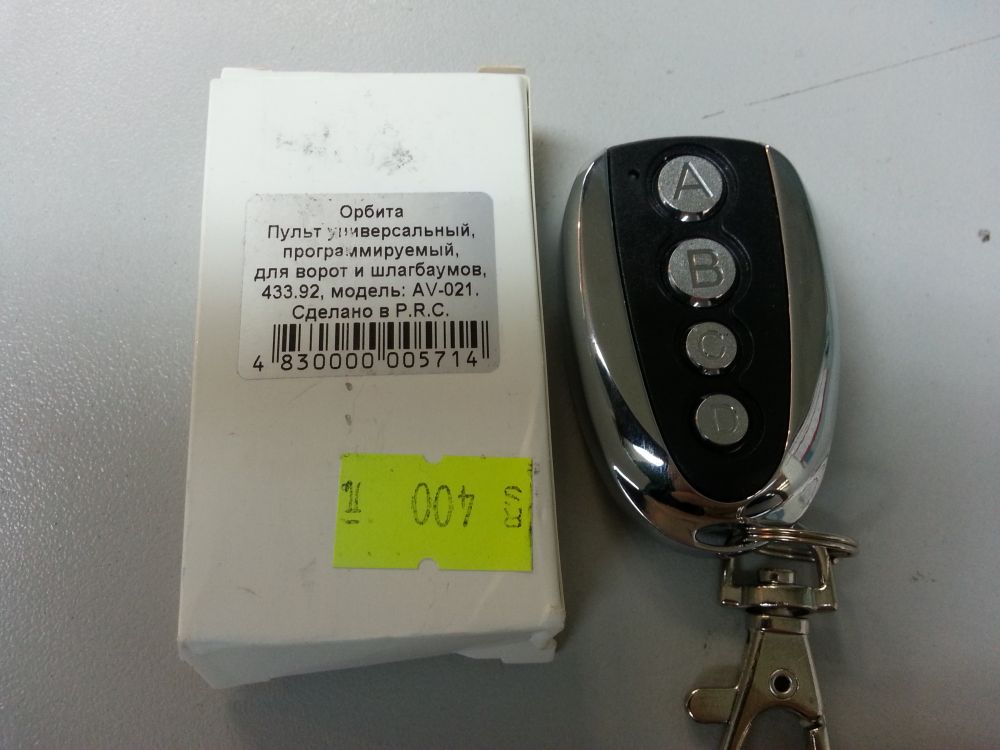 Орбита
Пульт универсальный,
программируемый,
для ворот и шлагбаумов,
433.92, модель: AV-021.
Сделано в P.R.C.
4 830000 005714
400
A
B
C
D